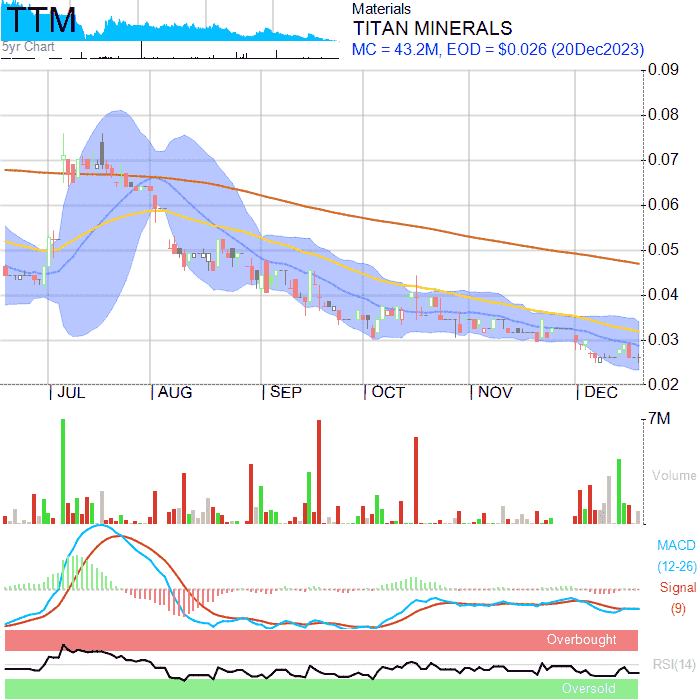 TTM
5yr Chart
Materials
TITAN MINERALS
MC = 43.2M, EOD = $0.026 (20Dec2023)
0.09
0.08
0.07
0.06
0.05
0.04
0.03
0.02
JUL AUG SEP OCT NOV DEC
7M
Volume
MACD
(12-26)
Signal
(9)
Overbought
RSI(14)
Oversold